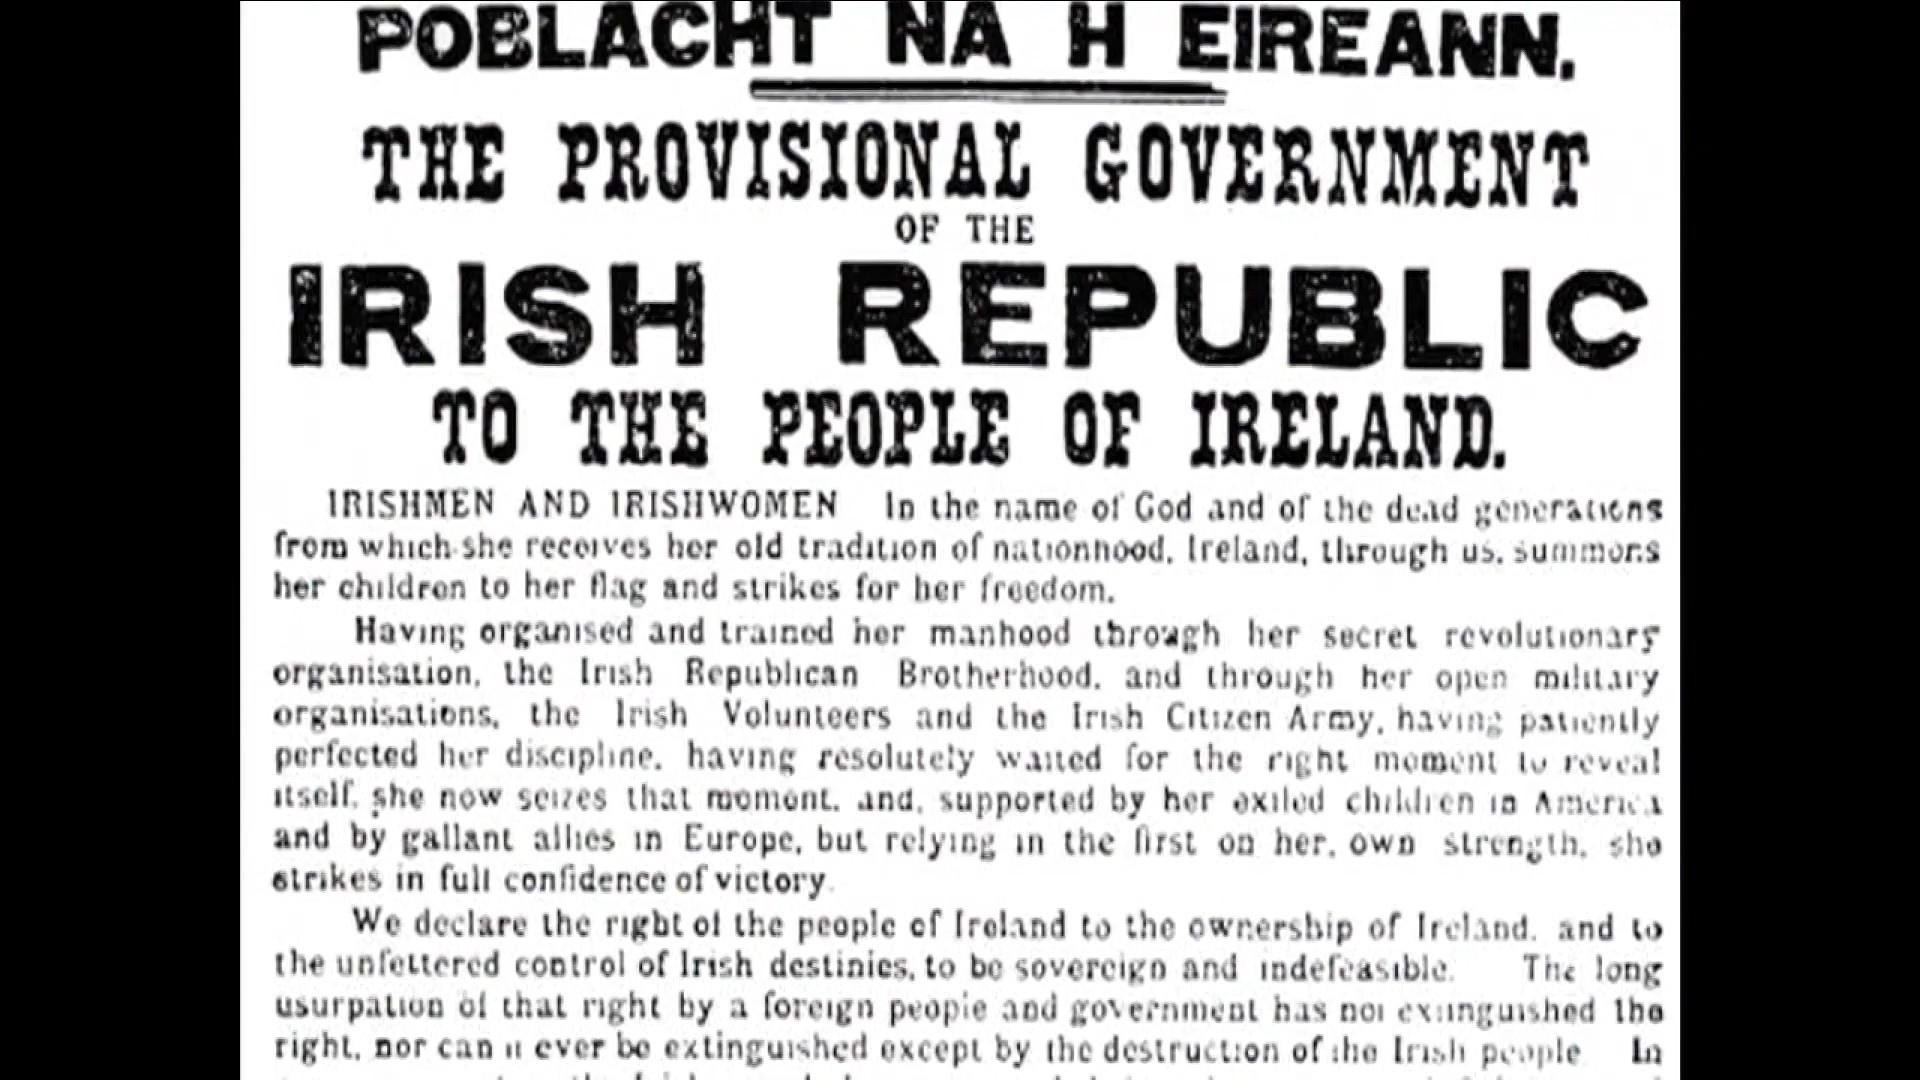 POBLACHT NA H EIREANN.
THE PROVISIONAL GOVERNMENT
OF THE
IRISH REPUBLIC
TO THE PEOPLE OF IRELAND.
IRISHMEN AND IRISHWOMEN In the name of God and of the dead generations
from which she receives her old tradition of nationhood, Ireland, through us, summons
her children to her flag and strikes for her freedom.
Having organised and trained her manhood through her secret revolutionary
organisation, the Irish Republican Brotherhood, and through her open military
organisations, the Irish Volunteers and the Irish Citizen Army, having patiently
perfected her discipline, having resolutely waited for the right moment to reveal
itself, she now seizes that moment, and, supported by her exiled children in America
and by gallant allies in Europe, but relying in the first on her, own strength, she
strikes in full confidence of victory.
We declare the right of the people of Ireland to the ownership of Ireland, and to
the unfettered control of Irish destinies, to be sovereign and indefeasible. The long
usurpation of that right by a foreign people and government has not extinguished the
right, nor can it ever be extinguished except by the destruction of the Irish people. In